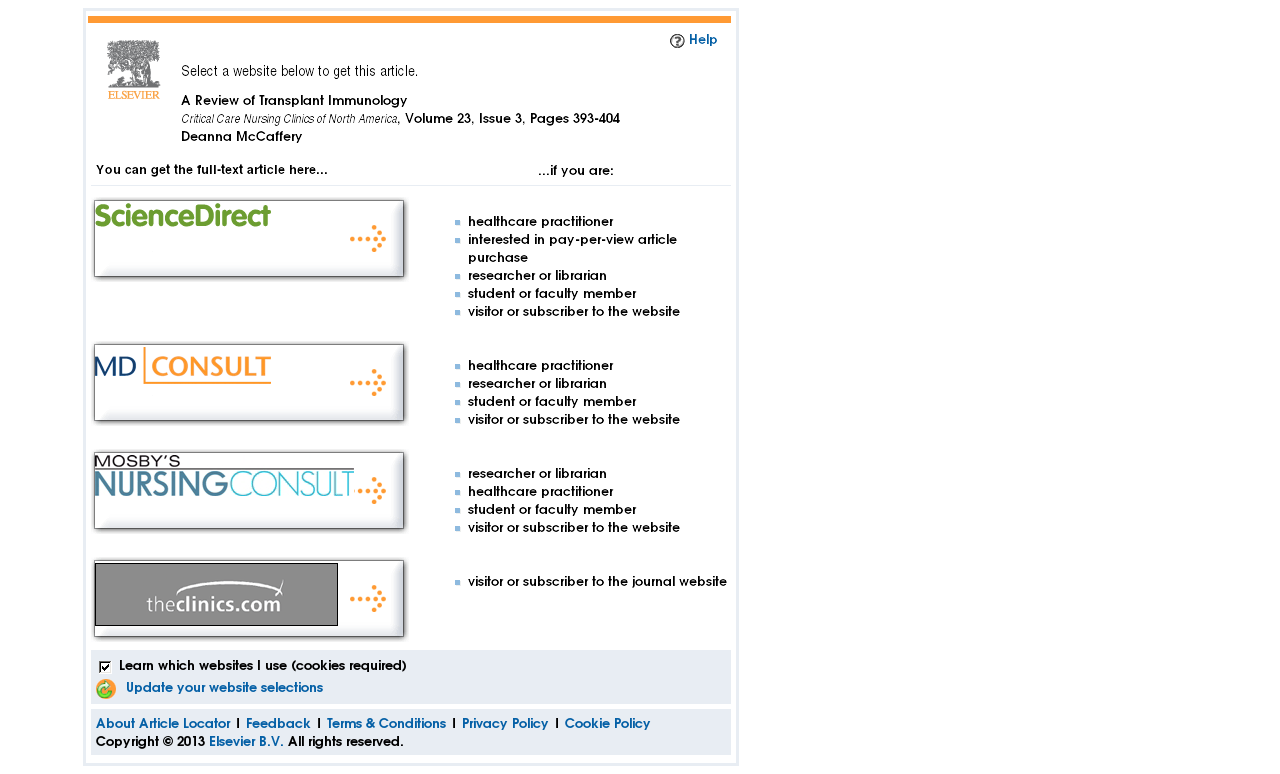 Help
ELSEVIER
Select a website below to get this article.
A Review of Transplant Immunology
Critical Care Nursing Clinics of North America, Volume 23, Issue 3, Pages 393-404
Deanna McCaffery
You can get the full-text article here... ...if you are:
ScienceDirect
healthcare practitioner
interested in pay-per-view article
purchase
researcher or librarian
student or faculty member
visitor or subscriber to the website
MD CONSULT
healthcare practitioner
researcher or librarian
student or faculty member
visitor or subscriber to the website
MOSBY'S
NURSINGCONSULT
researcher or librarian
healthcare practitioner
student or faculty member
visitor or subscriber to the website
theclinics.com
visitor or subscriber to the journal website
Learn which websites I use (cookies required)
Update your website selections
About Article Locator | Feedback | Terms & Conditions | Privacy Policy | Cookie Policy
Copyright © 2013 Elsevier B.V. All rights reserved.